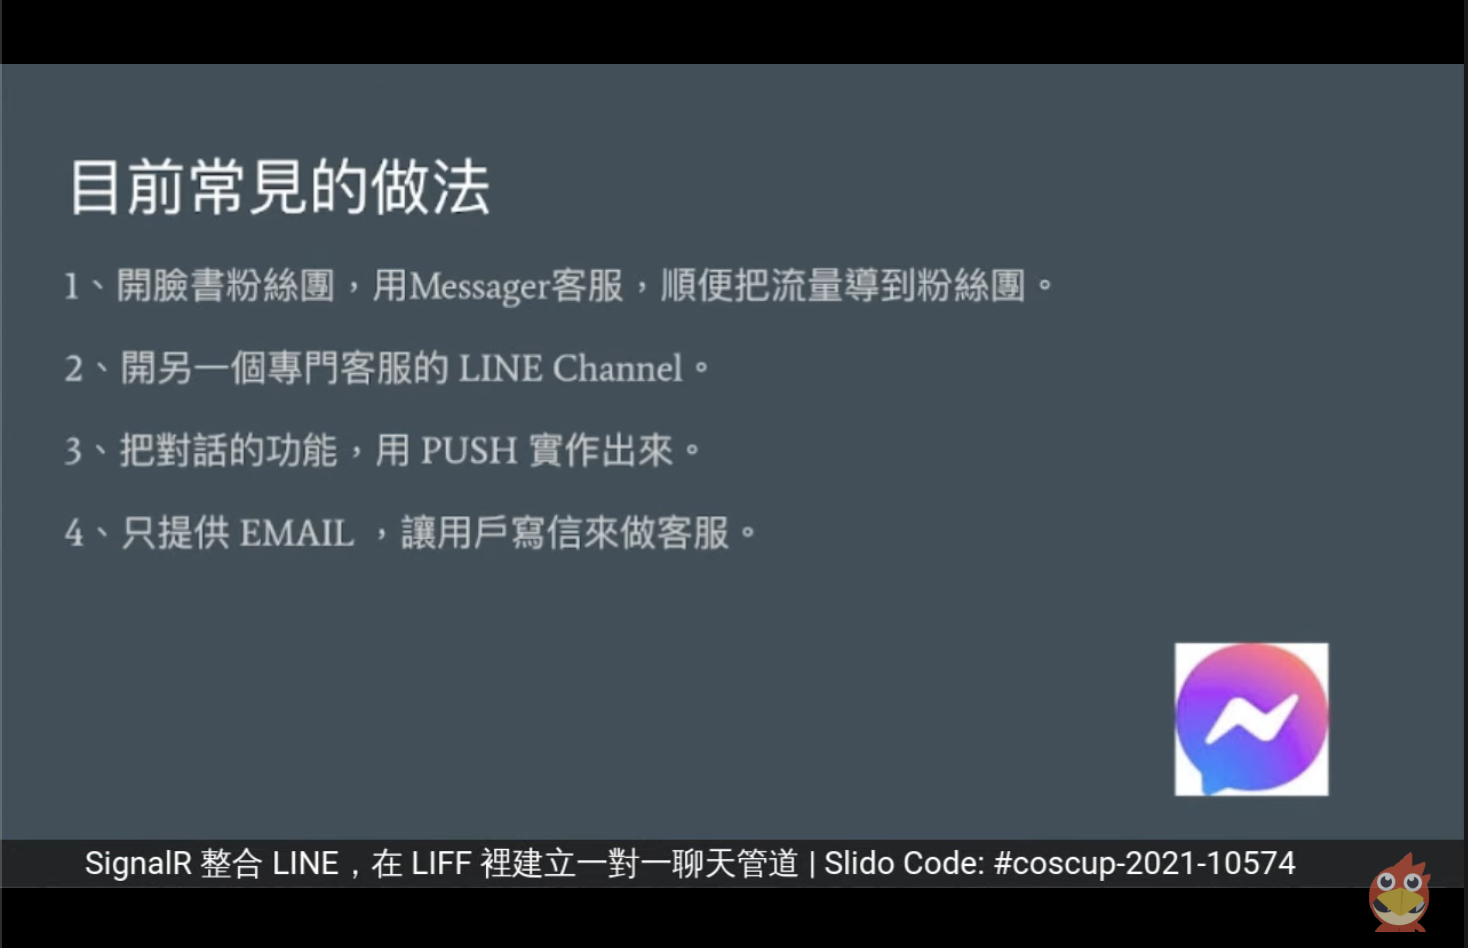 目前常見的做法
1、開臉書粉絲團，用Messager客服，順便把流量導到粉絲團。
2、開另一個專門客服的 LINE Channel。
3、把對話的功能，用 PUSH 實作出來。
4、只提供 EMAIL ，讓用戶寫信來做客服。
SignalR 整合 LINE，在 LIFF 裡建立一對一聊天管道 | Slido Code: #coscup-2021-10574